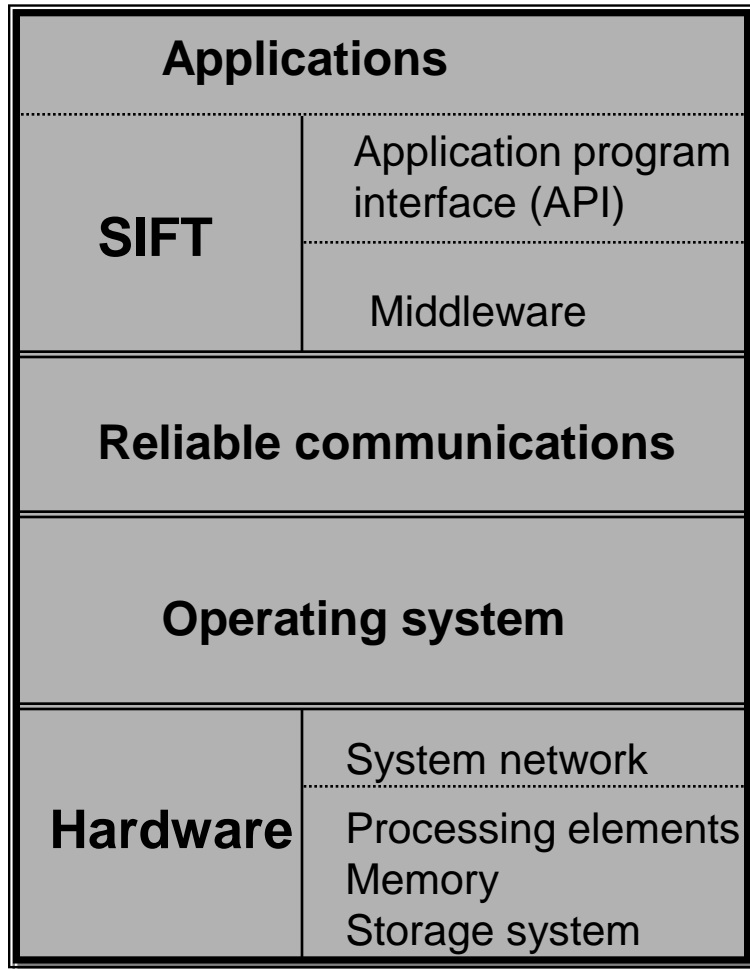 Applications
SIFT
Application program
interface (API)
Middleware
Reliable communications
Operating system
Hardware
System network
Processing elements
Memory
Storage system